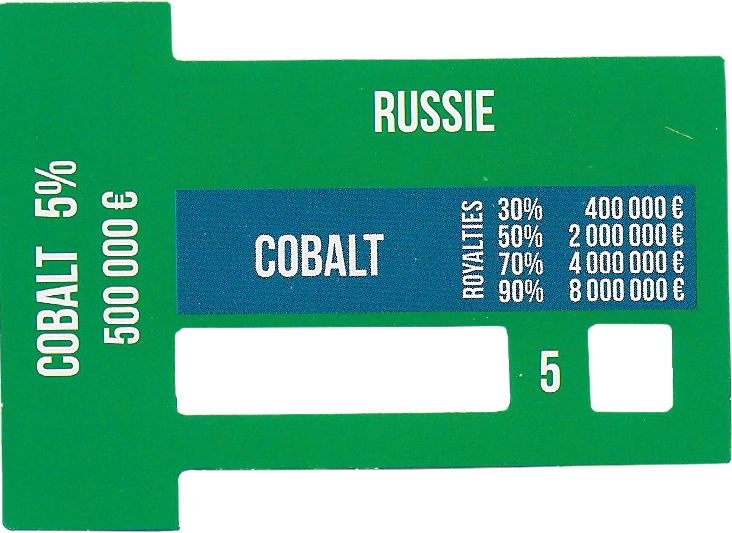 COBALT 5%
500 000 €
RUSSIE
COBALT
ROYALTIES
30% 400 000 €
50% 2 000 000 €
70% 4 000 000 €
90% 8 000 000 €
5